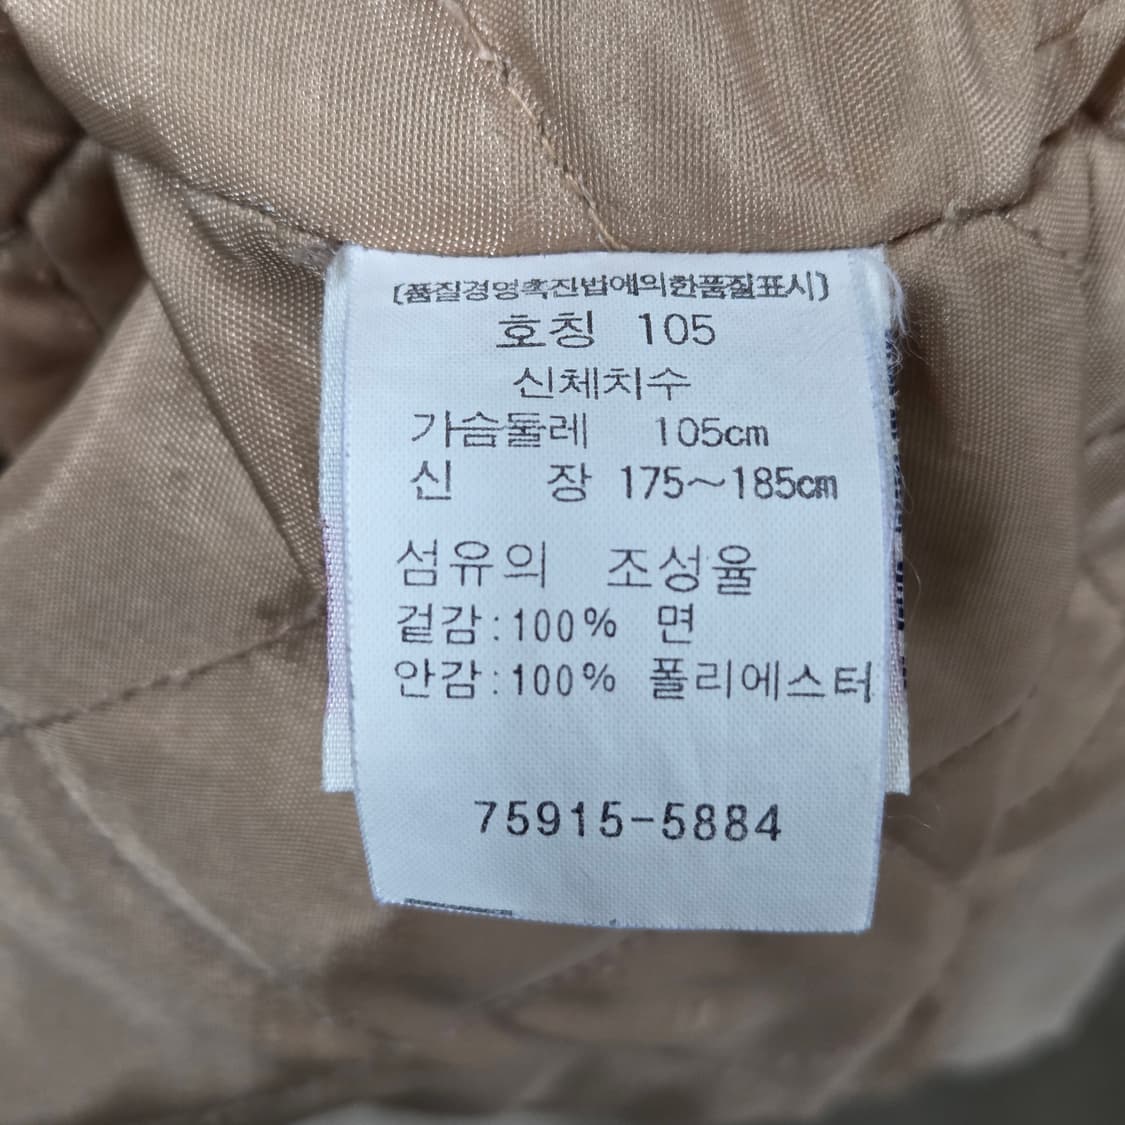 (품질경영촉진법에의한품질표시)
호칭 105
신체치수
가슴둘레 105cm
신 장 175~185cm
섬유의 조성율
겉감:100% 면
안감:100% 폴리에스터
75915-5884